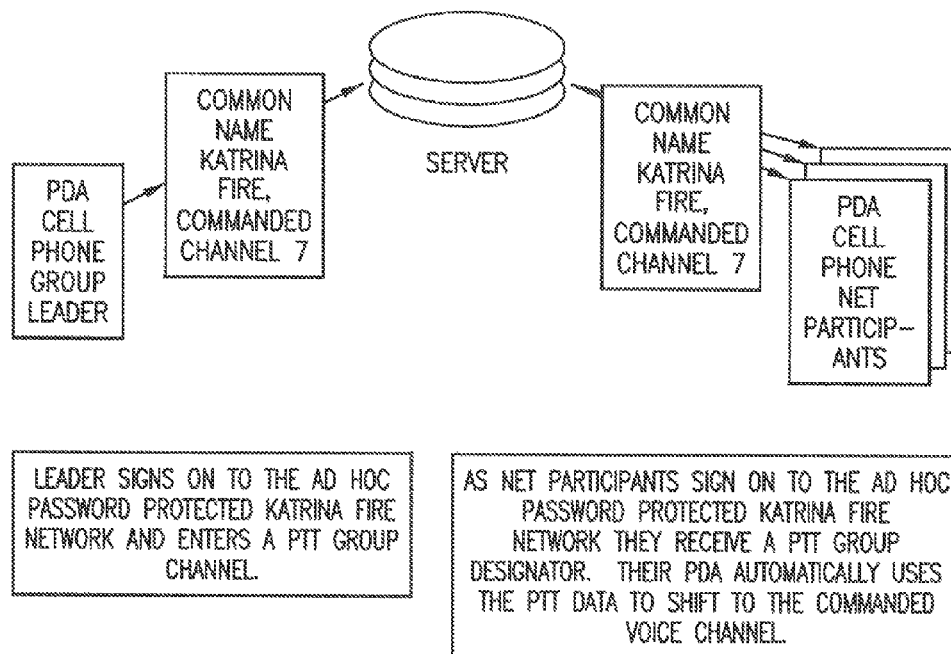 PDA
CELL
PHONE
GROUP
LEADER
COMMON
NAME
KATRINA
FIRE,
COMMANDED
CHANNEL 7
SERVER
COMMON
NAME
KATRINA
FIRE,
COMMANDED
CHANNEL 7
PDA
CELL
PHONE
NET
PARTICIP-
ANTS
LEADER SIGNS ON TO THE AD HOC
PASSWORD PROTECTED KATRINA FIRE
NETWORK AND ENTERS A PTT GROUP
CHANNEL.
AS NET PARTICIPANTS SIGN ON TO THE AD HOC
PASSWORD PROTECTED KATRINA FIRE
NETWORK THEY RECEIVE A PTT GROUP
DESIGNATOR. THEIR PDA AUTOMATICALLY USES
THE PTT DATA TO SHIFT TO THE COMMANDED
VOICE CHANNEL.